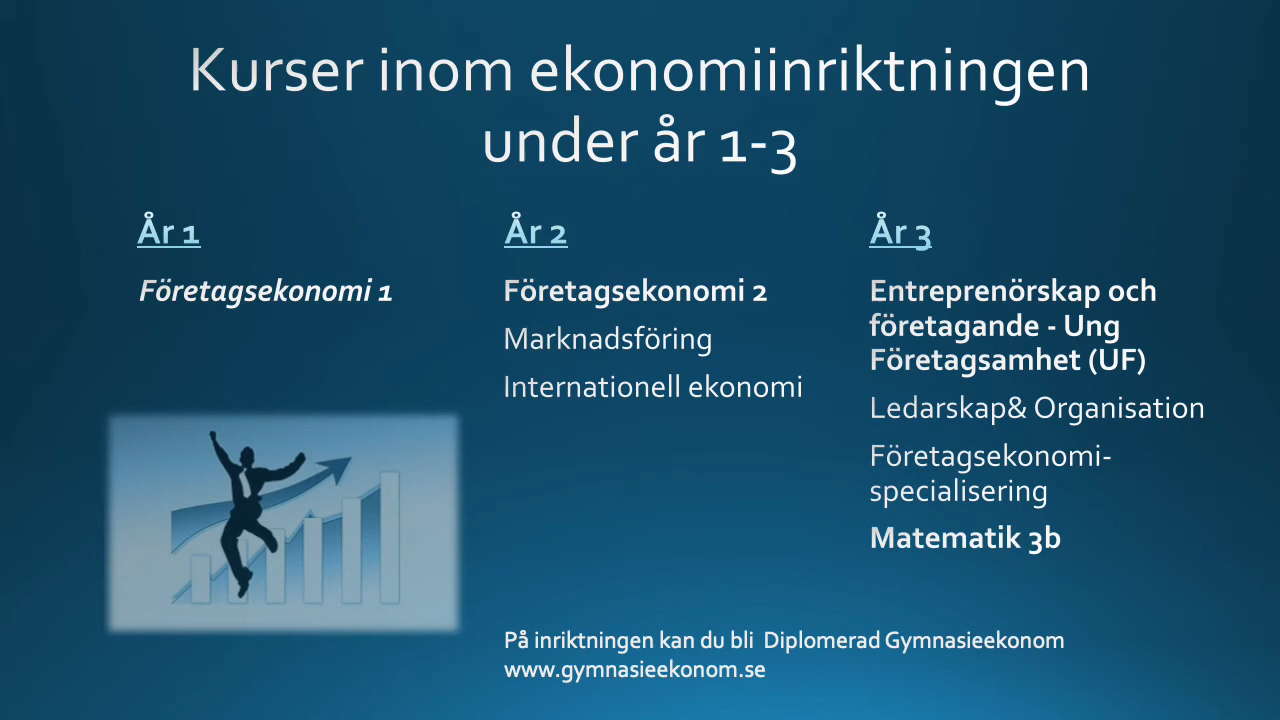 Kurser inom ekonomiinriktningen
under år 1-3
År 1
Företagsekonomi 1
År 2
Företagsekonomi 2
Marknadsföring
Internationell ekonomi
År 3
Entreprenörskap och
företagande - Ung
Företagsamhet (UF)
Ledarskap& Organisation
Företagsekonomi-
specialisering
Matematik 3b
På inriktningen kan du bli  Diplomerad Gymnasieekonom
www.gymnasieekonom.se